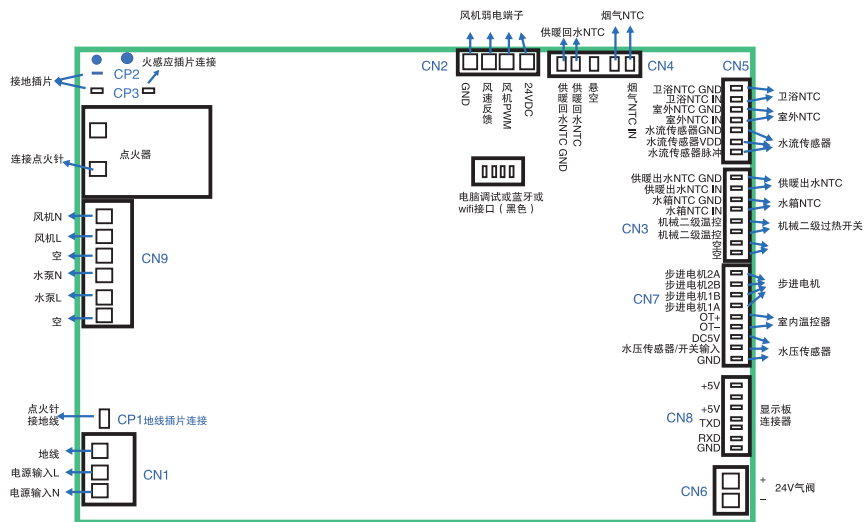 风机弱电端子
烟气NTC
供暖回水NTC
CN2
CN4
CN5
GND
风速反馈
风机PWM
24VDC
供暖回水NTC GND
供暖回水NTC
悬空
烟气NTC IN
火感应插片连接
CP2
接地插片
CP3
点火器
连接点火针
电脑调试或蓝牙或
wifi接口（黑色）
卫浴NTC GND
卫浴NTC IN
卫浴NTC
室外NTC GND
室外NTC IN
室外NTC
水流传感器GND
水流传感器VDD
水流传感器脉冲
水流传感器
供暖出水NTC GND
供暖出水NTC IN
供暖出水NTC
水箱NTC GND
水箱NTC IN
水箱NTC
CN3
机械二级温控
机械二级温控
机械二级过热开关
空
空
风机N
风机L
空
CN9
水泵N
水泵L
空
步进电机2A
步进电机2B
步进电机1B
步进电机1A
步进电机
CN7
OT+
OT−
室内温控器
DC5V
水压传感器/开关输入
GND
水压传感器
+5V
+5V
CN8
TXD
RXD
GND
显示板
连接器
点火针
接地线
CP1地线插片连接
地线
电源输入L
电源输入N
CN1
CN6
+
−
24V气阀